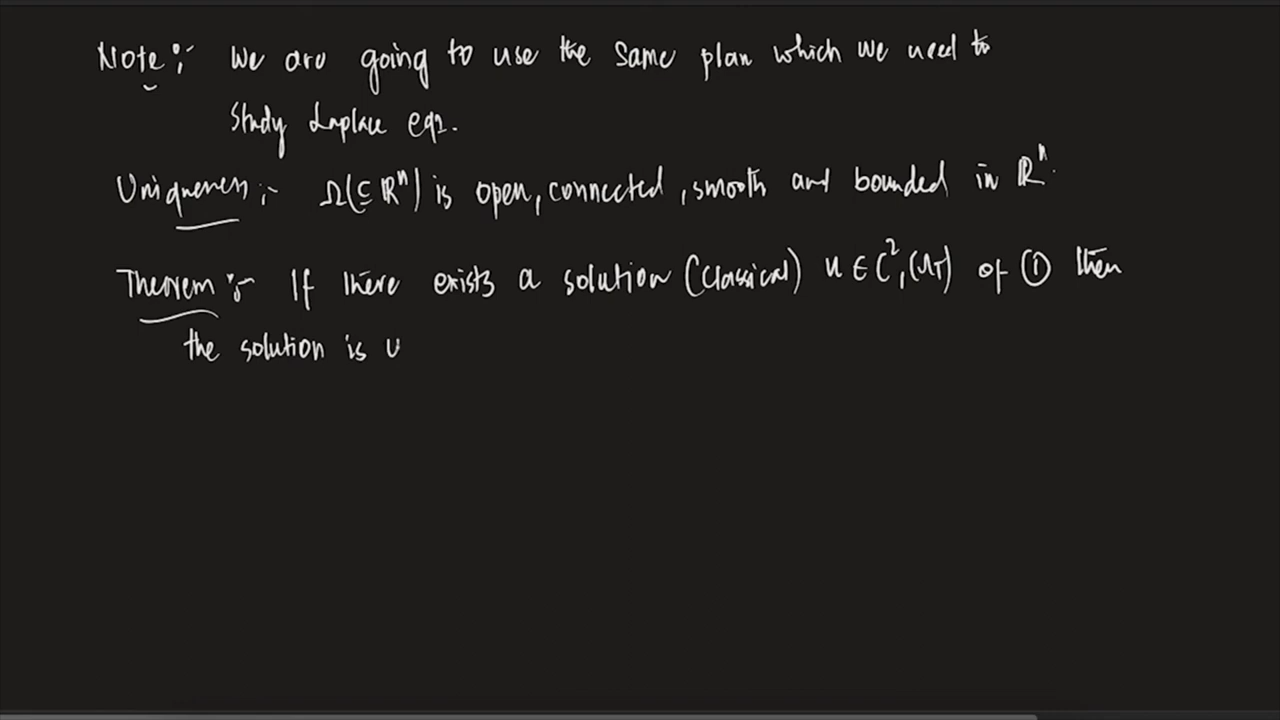 Note :- We are going to use the same plan which we used to
Study Laplace eqn.
Uniqueness :- Ω(⊆ ℝⁿ) is open, connected, smooth and bounded in ℝⁿ.
Theorem :- If there exists a solution (classical) u ∈ C²,₁(Ω_T) of ① then
the solution is u